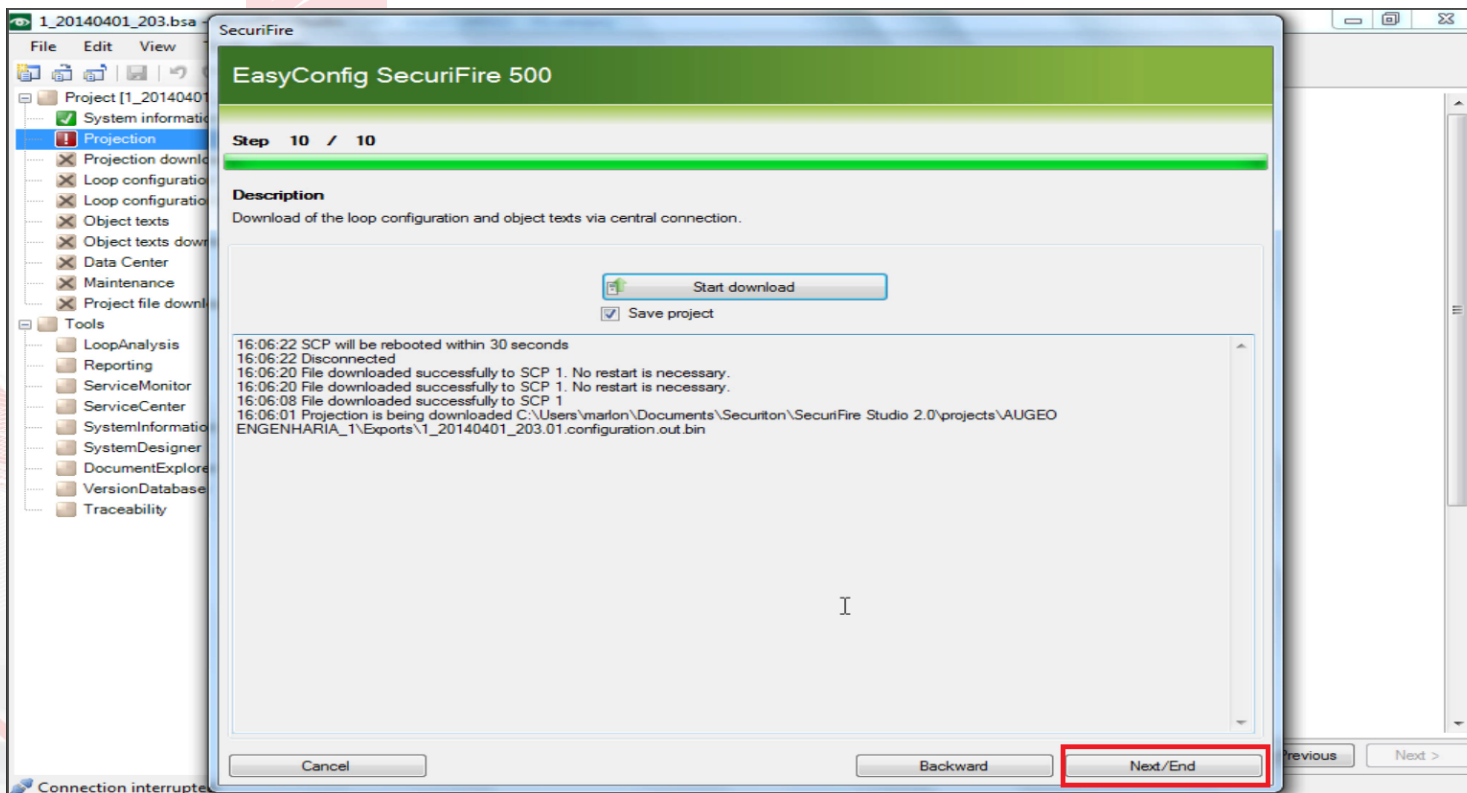 1_20140401_203.bsa -
File Edit View
Project [1_20140401
System informatio
Projection
Projection downlo
Loop configuratio
Loop configuratio
Object texts
Object texts down
Data Center
Maintenance
Project file downl
Tools
LoopAnalysis
Reporting
ServiceMonitor
ServiceCenter
SystemInformatio
SystemDesigner
DocumentExplore
VersionDatabase
Traceability
Connection interrupte
SecuriFire
EasyConfig SecuriFire 500
Step 10 / 10
Description
Download of the loop configuration and object texts via central connection.
Start download
Save project
16:06:22 SCP will be rebooted within 30 seconds
16:06:22 Disconnected
16:06:20 File downloaded successfully to SCP 1. No restart is necessary.
16:06:20 File downloaded successfully to SCP 1. No restart is necessary.
16:06:08 File downloaded successfully to SCP 1
16:06:01 Projection is being downloaded C:\Users\marlon\Documents\Securiton\SecuriFire Studio 2.0\projects\AUGEO
ENGENHARIA_1\Exports\1_20140401_203.01.configuration.out.bin
Cancel Backward Next/End
Previous Next >